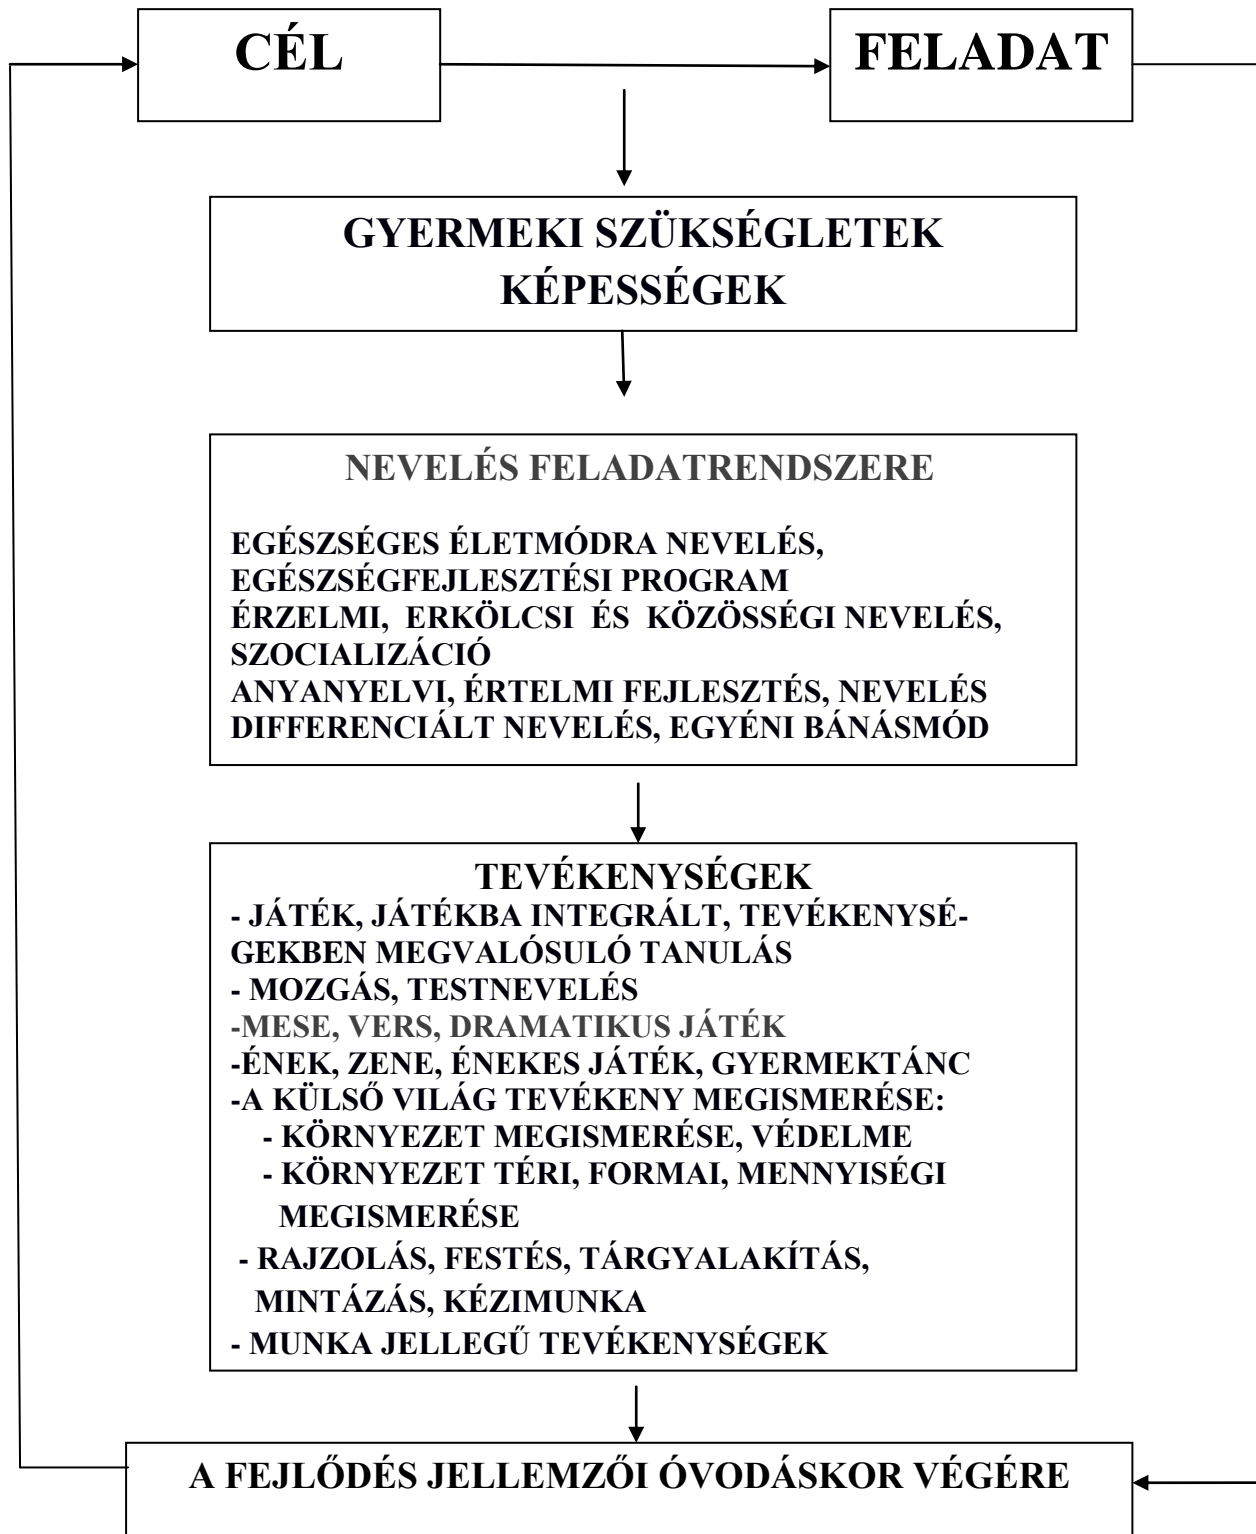 CÉL
FELADAT
GYERMEKI SZÜKSÉGLETEK
KÉPESSÉGEK
NEVELÉS FELADATRENDSZERE
EGÉSZSÉGES ÉLETMÓDRA NEVELÉS,
EGÉSZSÉGFEJLESZTÉSI PROGRAM
ÉRZELMI, ERKÖLCSI ÉS KÖZÖSSÉGI NEVELÉS,
SZOCIALIZÁCIÓ
ANYANYELVI, ÉRTELMI FEJLESZTÉS, NEVELÉS
DIFFERENCIÁLT NEVELÉS, EGYÉNI BÁNÁSMÓD
TEVÉKENYSÉGEK
- JÁTÉK, JÁTÉKBA INTEGRÁLT, TEVÉKENYSÉ-
GEKBEN MEGVALÓSULÓ TANULÁS
- MOZGÁS, TESTNEVELÉS
-MESE, VERS, DRAMATIKUS JÁTÉK
-ÉNEK, ZENE, ÉNEKES JÁTÉK, GYERMEKTÁNC
-A KÜLSŐ VILÁG TEVÉKENY MEGISMERÉSE:
- KÖRNYEZET MEGISMERÉSE, VÉDELME
- KÖRNYEZET TÉRI, FORMAI, MENNYISÉGI
MEGISMERÉSE
- RAJZOLÁS, FESTÉS, TÁRGYALAKÍTÁS,
MINTÁZÁS, KÉZIMUNKA
- MUNKA JELLEGŰ TEVÉKENYSÉGEK
A FEJLŐDÉS JELLEMZŐI ÓVODÁSKOR VÉGÉRE